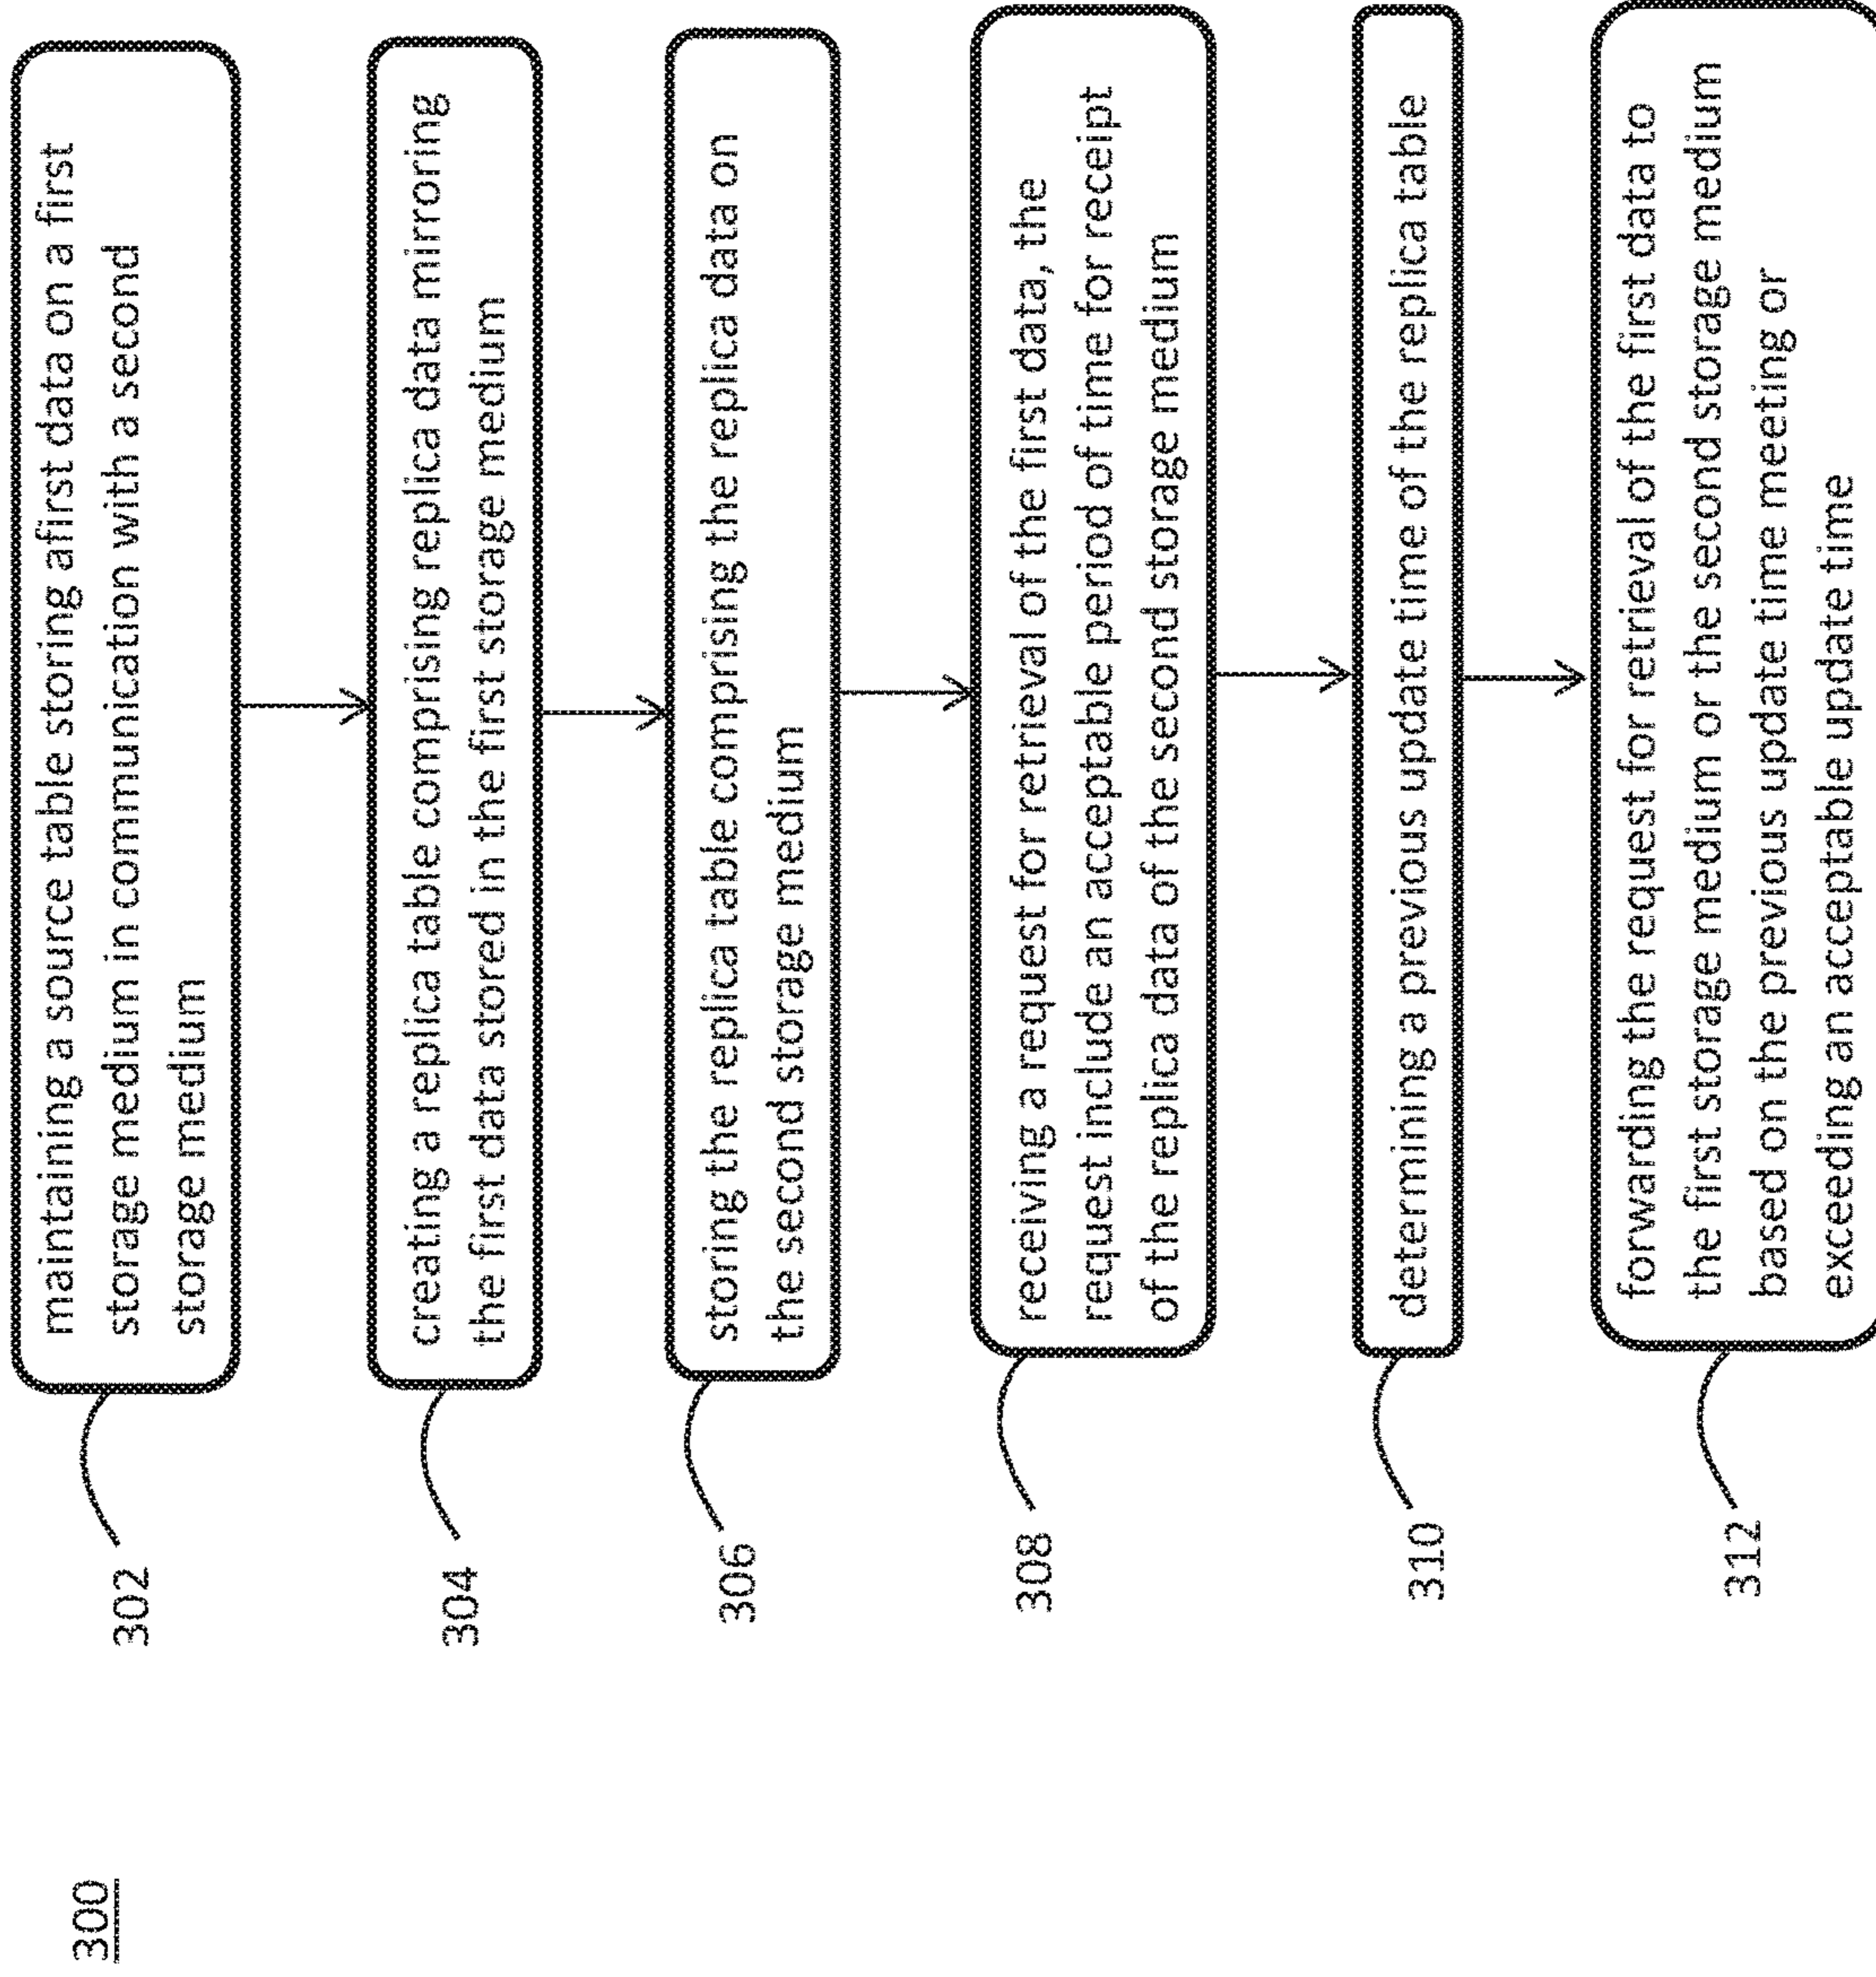 300
302
maintaining a source table storing afirst data on a first
storage medium in communication with a second
storage medium
304
creating a replica table comprising replica data mirroring
the first data stored in the first storage medium
306
storing the replica table comprising the replica data on
the second storage medium
308
receiving a request for retrieval of the first data, the
request include an acceptable period of time for receipt
of the replica data of the second storage medium
310
determining a previous update time of the replica table
312
forwarding the request for retrieval of the first data to
the first storage medium or the second storage medium
based on the previous update time meeting or
exceeding an acceptable update time